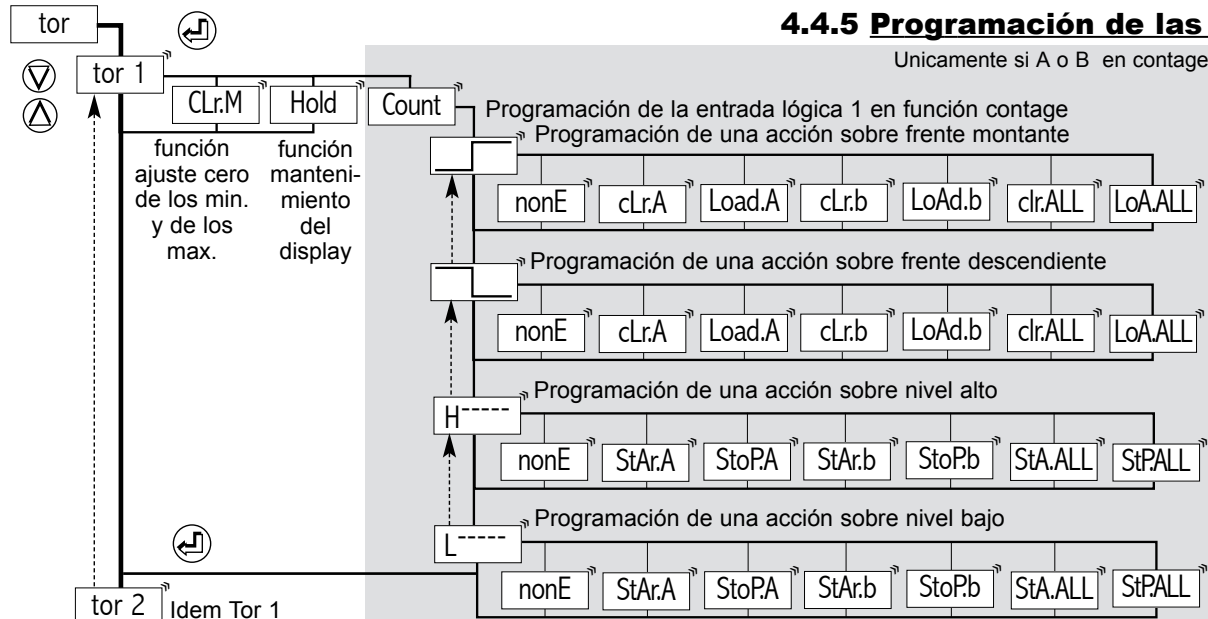 tor
4.4.5 Programación de las
Unicamente si A o B en contage
tor 1
CLr.M
Hold
Count
Programación de la entrada lógica 1 en función contage
función
ajuste cero
de los min.
y de los
max.
función
manteni-
miento
del
display
Programación de una acción sobre frente montante
nonE
cLr.A
Load.A
cLr.b
LoAd.b
clr.ALL
LoA.ALL
Programación de una acción sobre frente descendiente
nonE
cLr.A
Load.A
cLr.b
LoAd.b
clr.ALL
LoA.ALL
Programación de una acción sobre nivel alto
H-----
nonE
StAr.A
StoP.A
StAr.b
StoP.b
StA.ALL
StP.ALL
Programación de una acción sobre nivel bajo
L-----
nonE
StAr.A
StoP.A
StAr.b
StoP.b
StA.ALL
StP.ALL
tor 2
Idem Tor 1